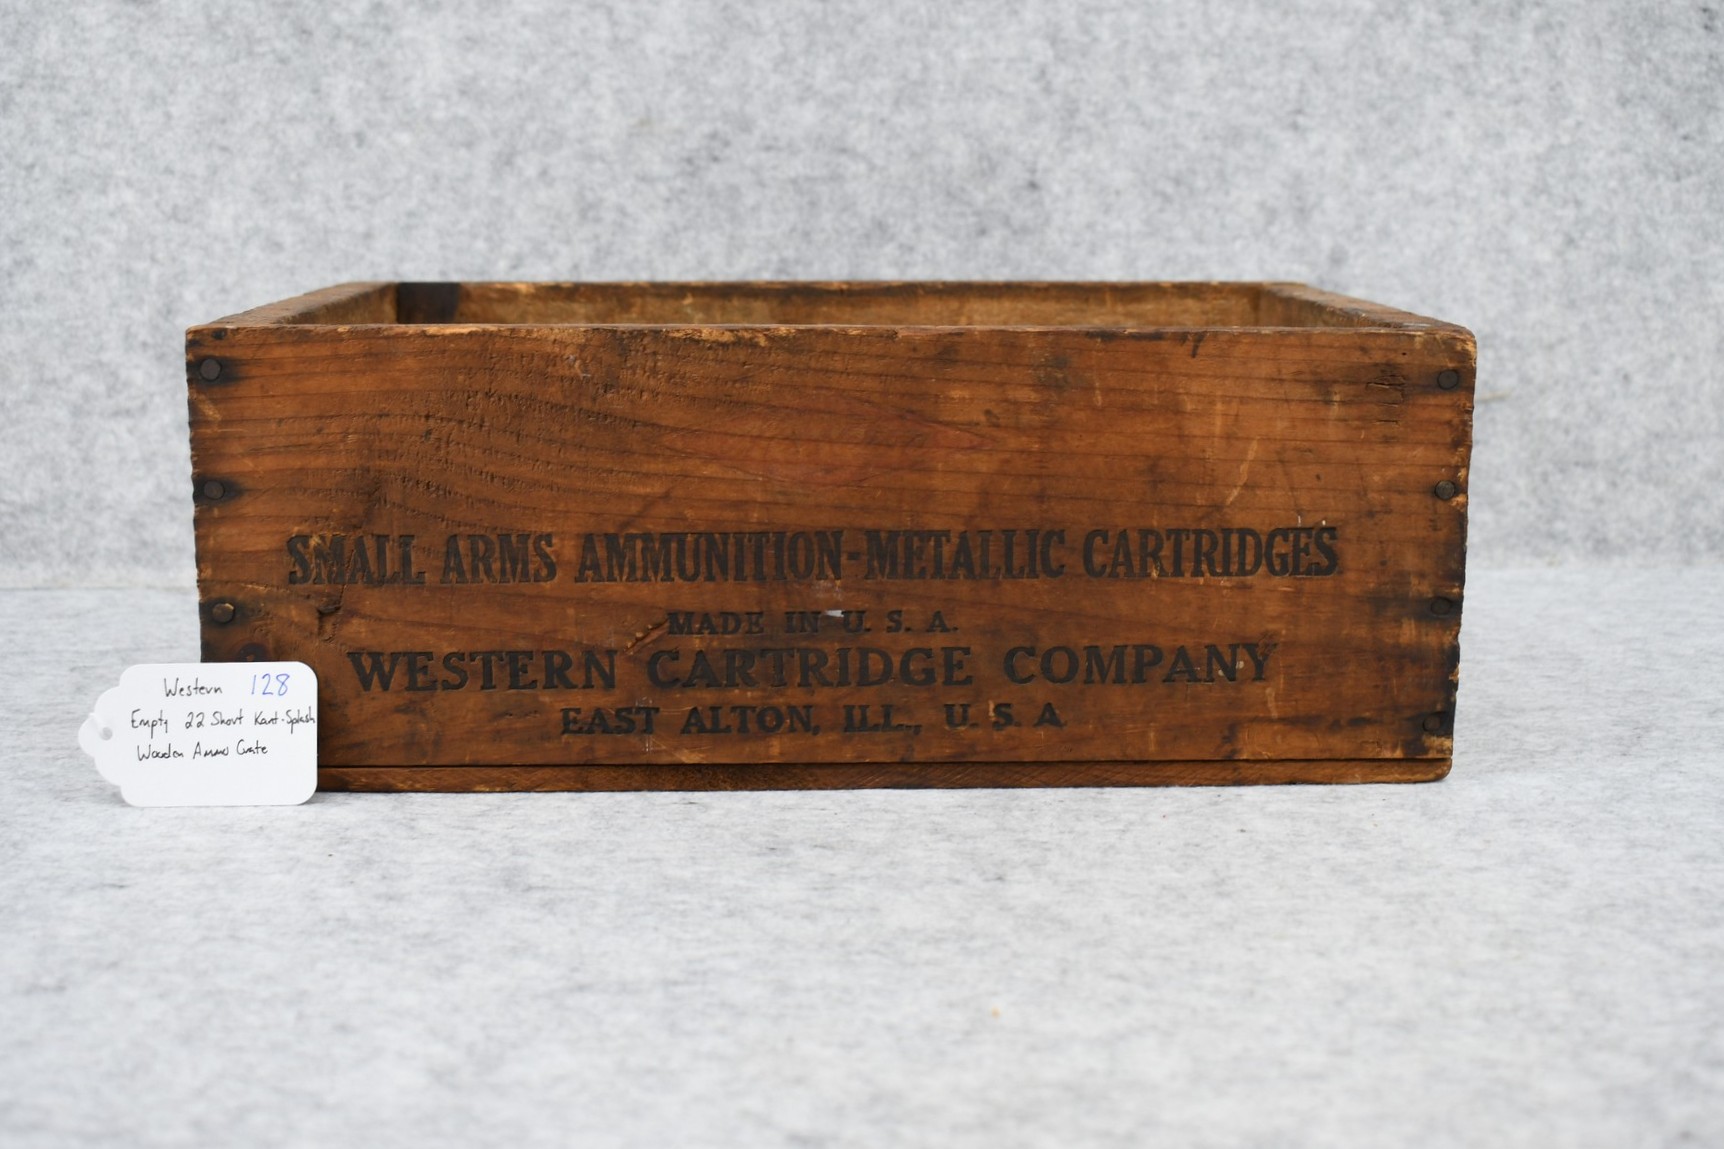 SMALL ARMS AMMUNITION-METALLIC CARTRIDGES
MADE IN U. S. A.
WESTERN CARTRIDGE COMPANY
EAST ALTON, ILL., U. S. A
Western 128
Empty 22 Short Kant-Splash
Wooden Ammo Crate